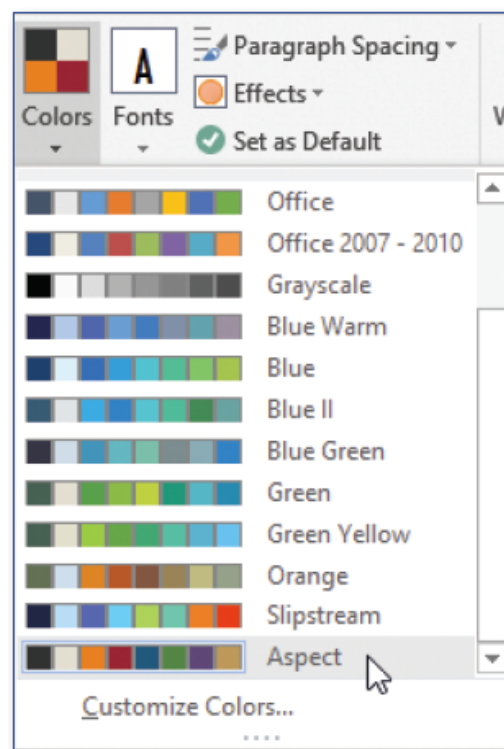 A
Colors
Fonts
Paragraph Spacing
Effects
Set as Default
Office
Office 2007 - 2010
Grayscale
Blue Warm
Blue
Blue II
Blue Green
Green
Green Yellow
Orange
Slipstream
Aspect
Customize Colors...